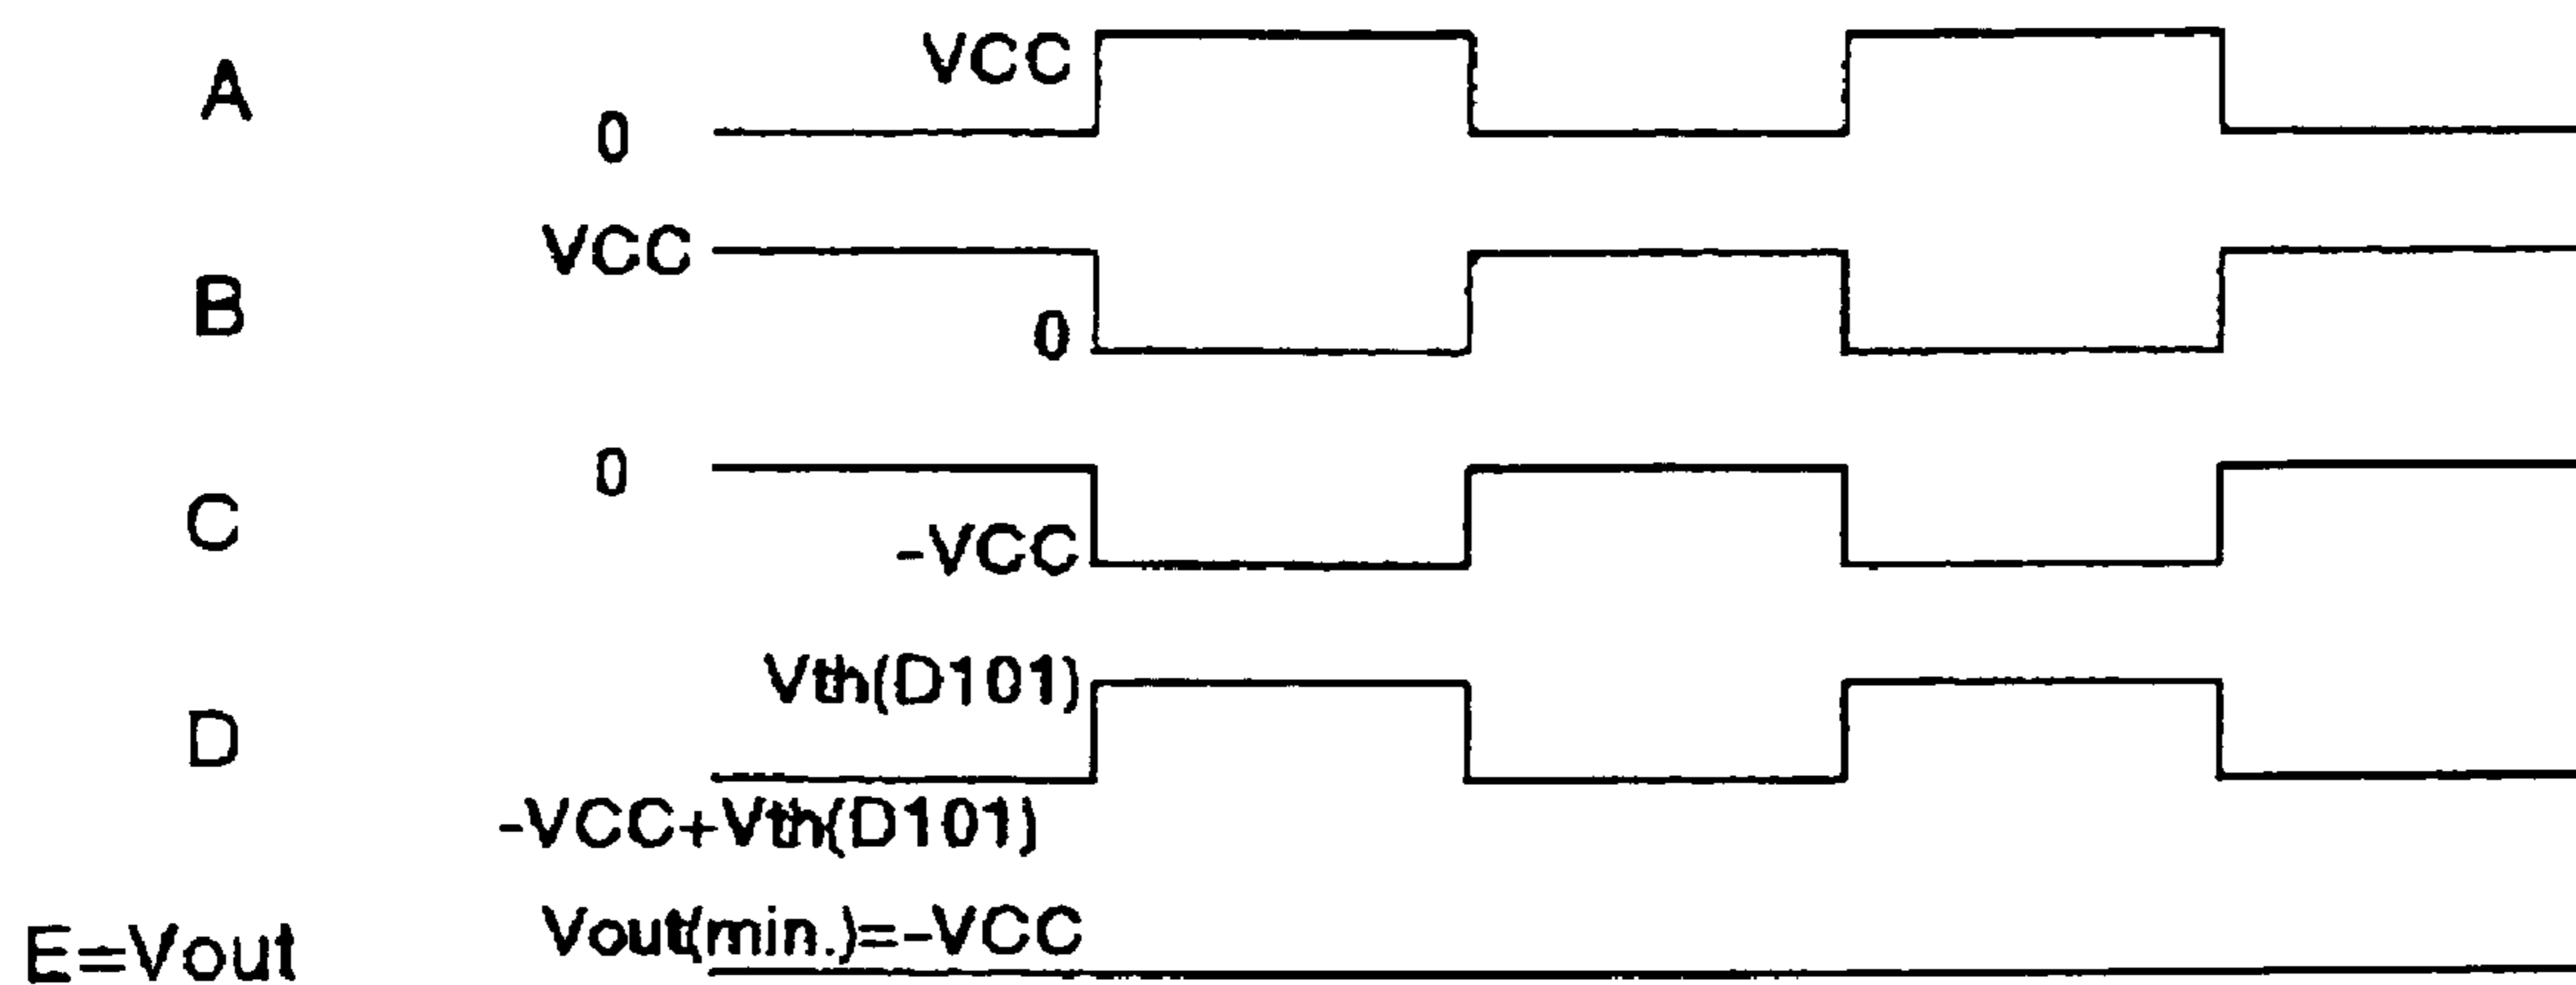 A
VCC
0
B
VCC
0
C
0
-VCC
D
Vth(D101)
-VCC+Vth(D101)
E=Vout
Vout(min.)=-VCC